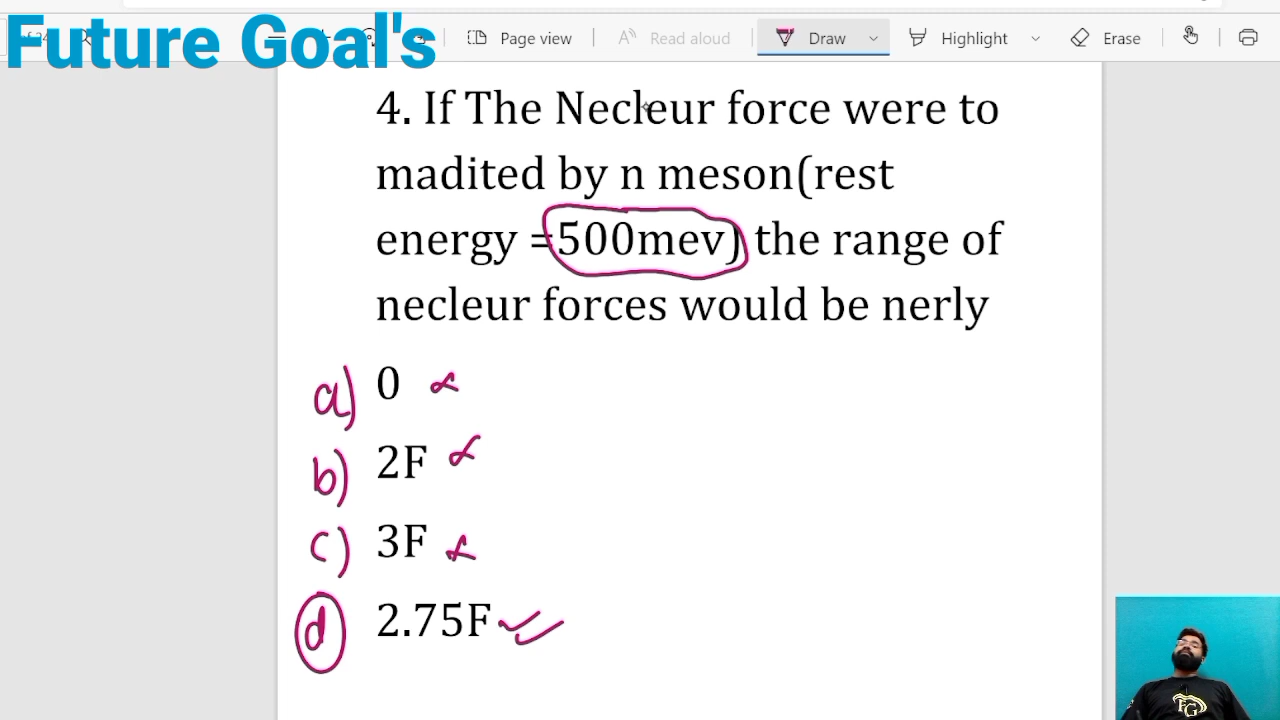 Future Goal's
Page view
Read aloud
Draw
Highlight
Erase
4. If The Necleur force were to
madited by n meson(rest
energy =500mev) the range of
necleur forces would be nerly
a) 0
b) 2F
c) 3F
d 2.75F
FG